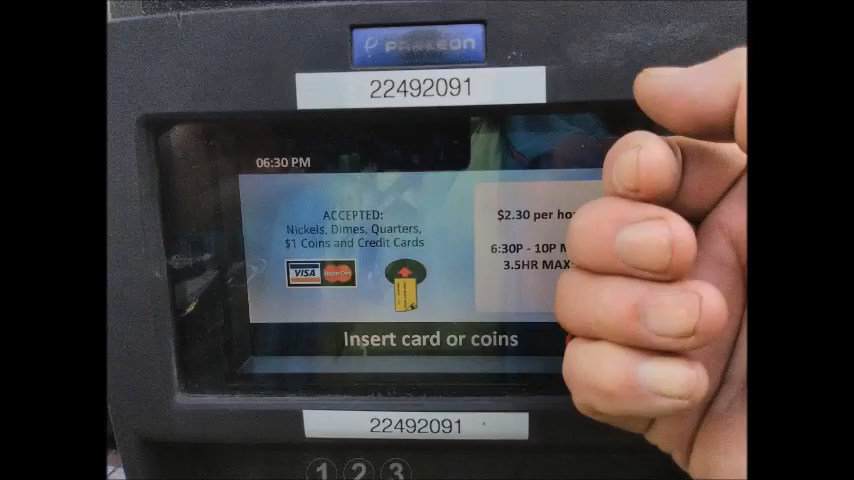 PARKEON
22492091
06:30 PM
ACCEPTED:
Nickels, Dimes, Quarters,
$1 Coins and Credit Cards
VISA
MasterCard
$2.30 per
6:30P - 10P
3.5HR MAX
Insert card or coins
22492091
1 2 3